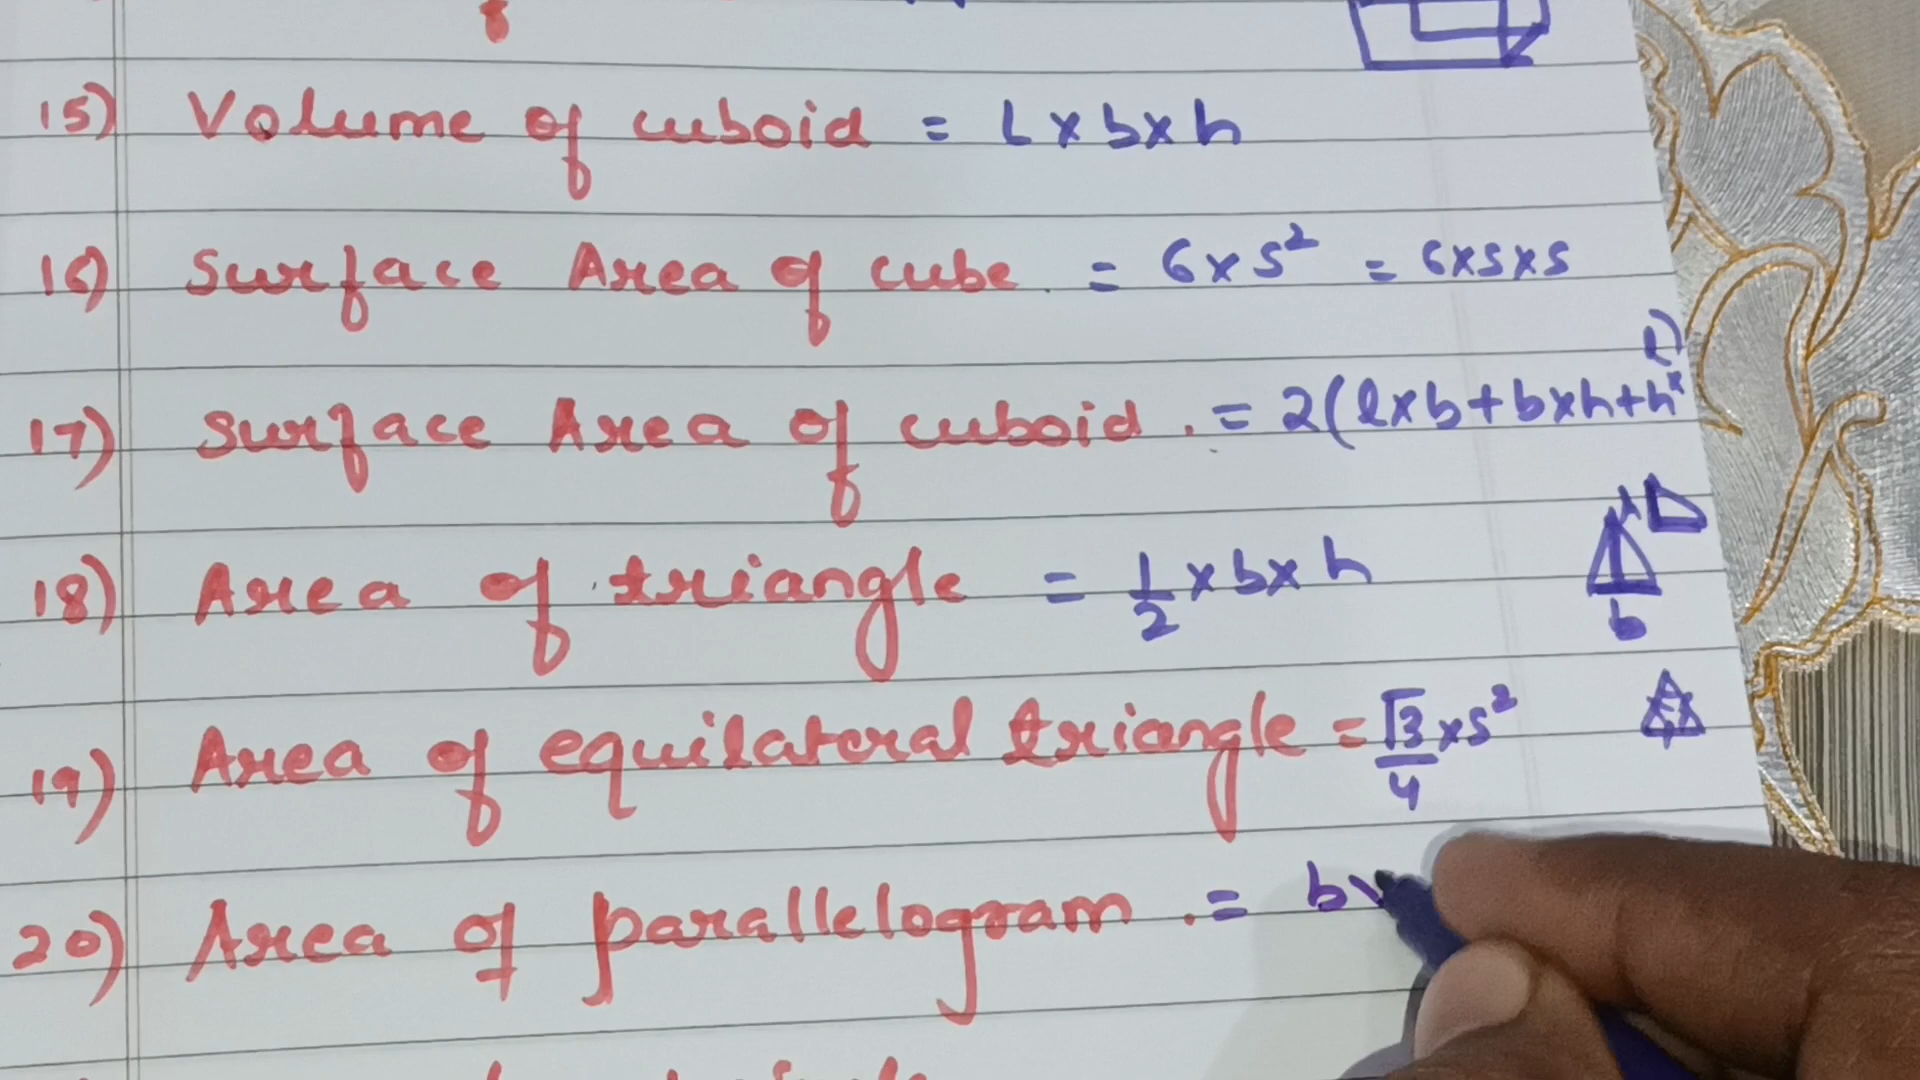 15) Volume of cuboid = L x b x h
16) Surface Area of cube. = 6 x s² = 6 x s x s
17) Surface Area of cuboid. = 2(l x b + b x h + h x l)
18) Area of triangle = 1/2 x b x h
b
19) Area of equilateral triangle = √3/4 x s²
20) Area of parallelogram. = b x